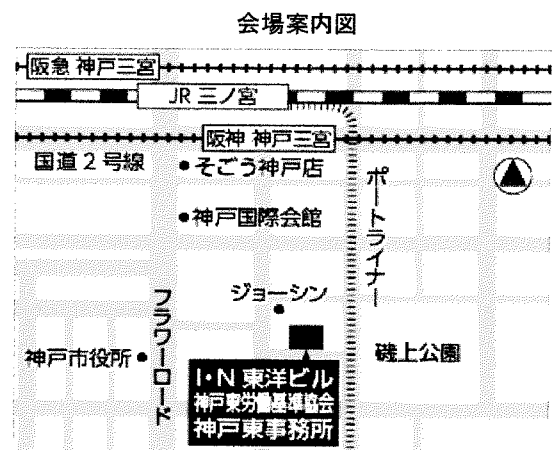 会場案内図
阪急 神戸三宮
JR 三ノ宮
阪神 神戸三宮
国道2号線
そごう神戸店
神戸国際会館
ポートライナー
ジョーシン
フラワーロード
神戸市役所
磯上公園
I・N 東洋ビル
神戸東労働基準協会
神戸東事務所